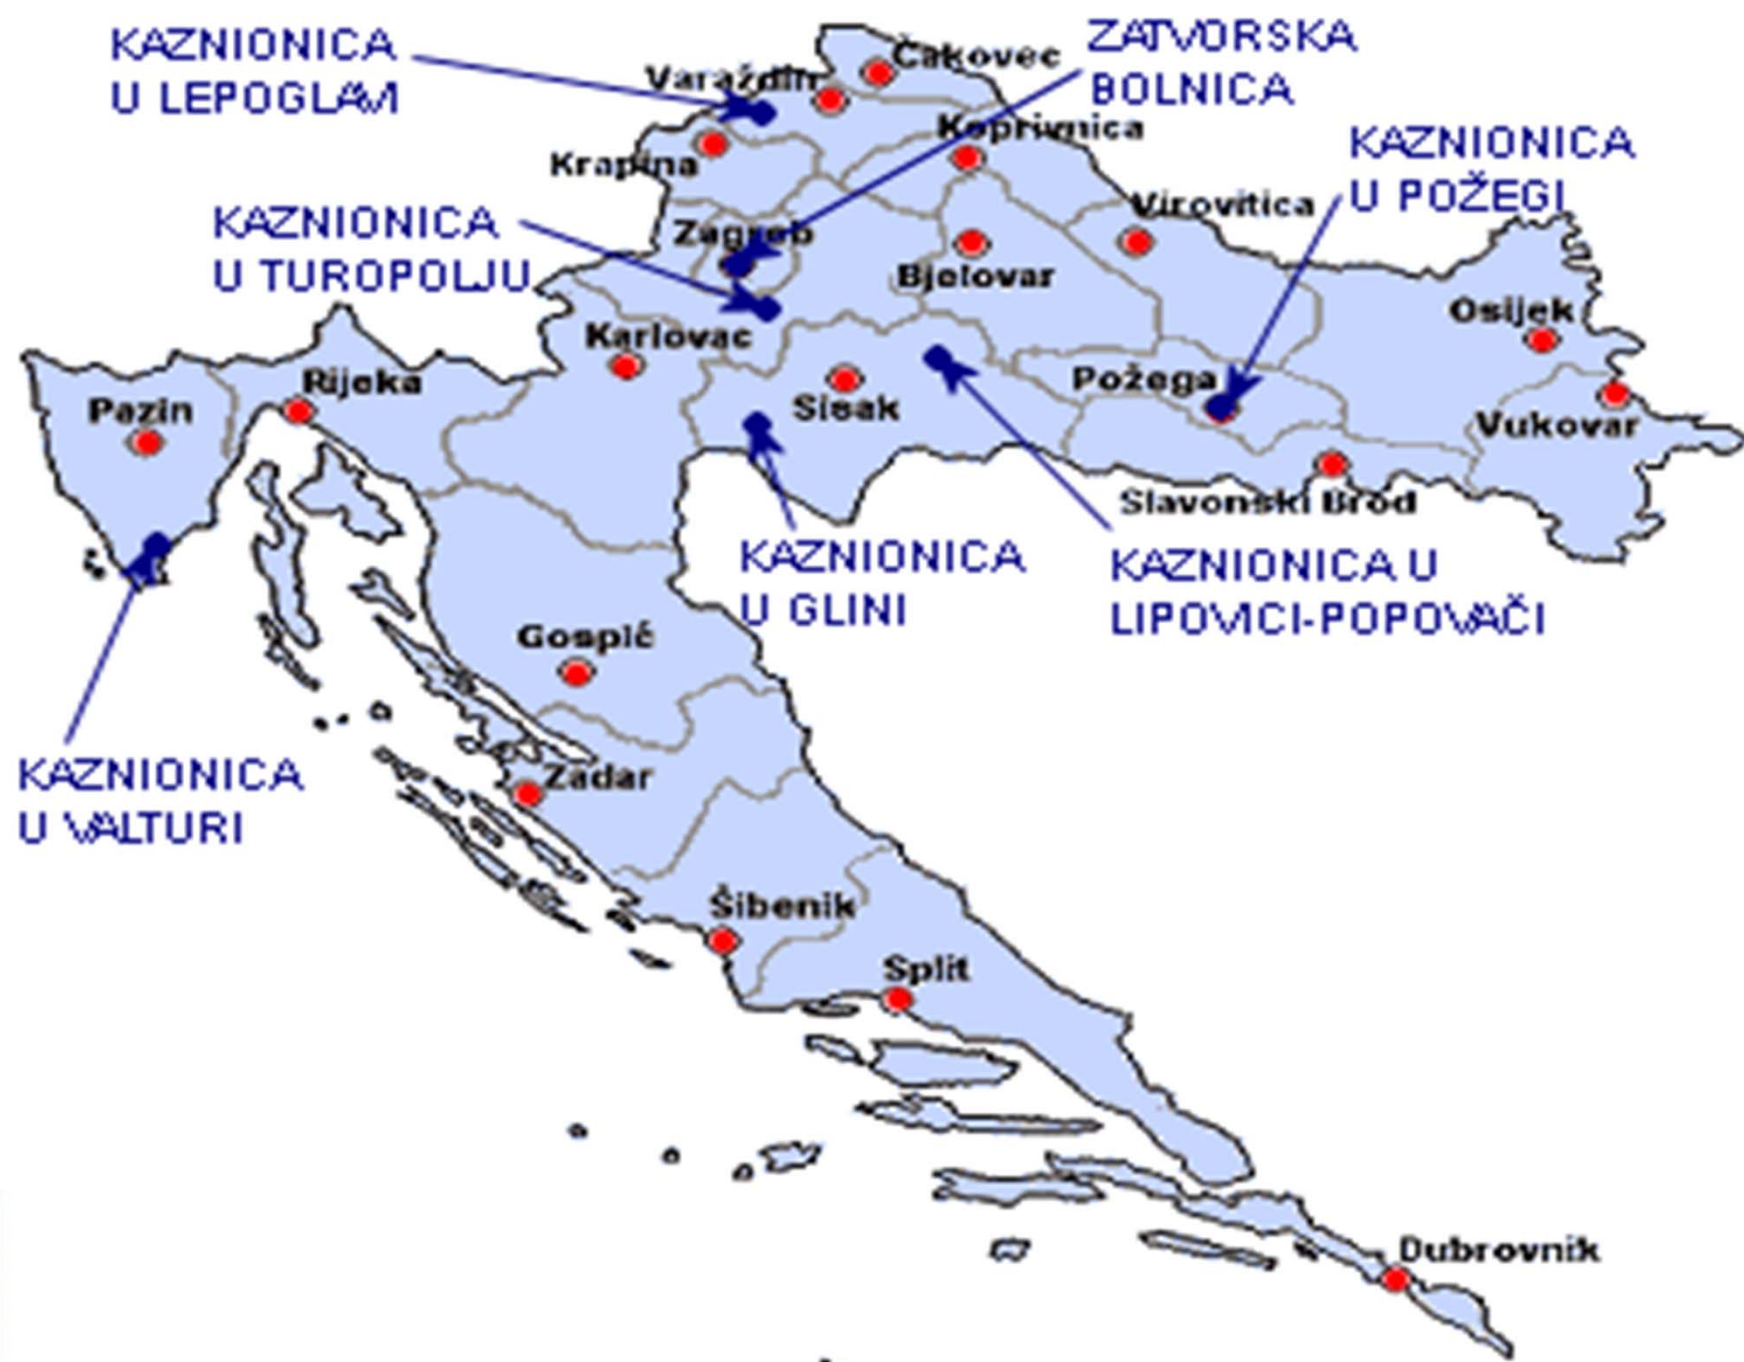 KAZNIONICA
U LEPOGLAVI
ZATVORSKA
BOLNICA
Čakovec
Varaždin
Koprivnica
KAZNIONICA
U POŽEGI
Krapina
KAZNIONICA
U TUROPOLJU
Zagreb
Virovitica
Bjelovar
Osijek
Karlovac
Rijeka
Požega
Pazin
Sisak
Vukovar
Slavonski Brod
KAZNIONICA
U GLINI
KAZNIONICA U
LIPOVICI-POPOVAČI
Gospić
KAZNIONICA
U VALTURI
Zadar
Šibenik
Split
Dubrovnik